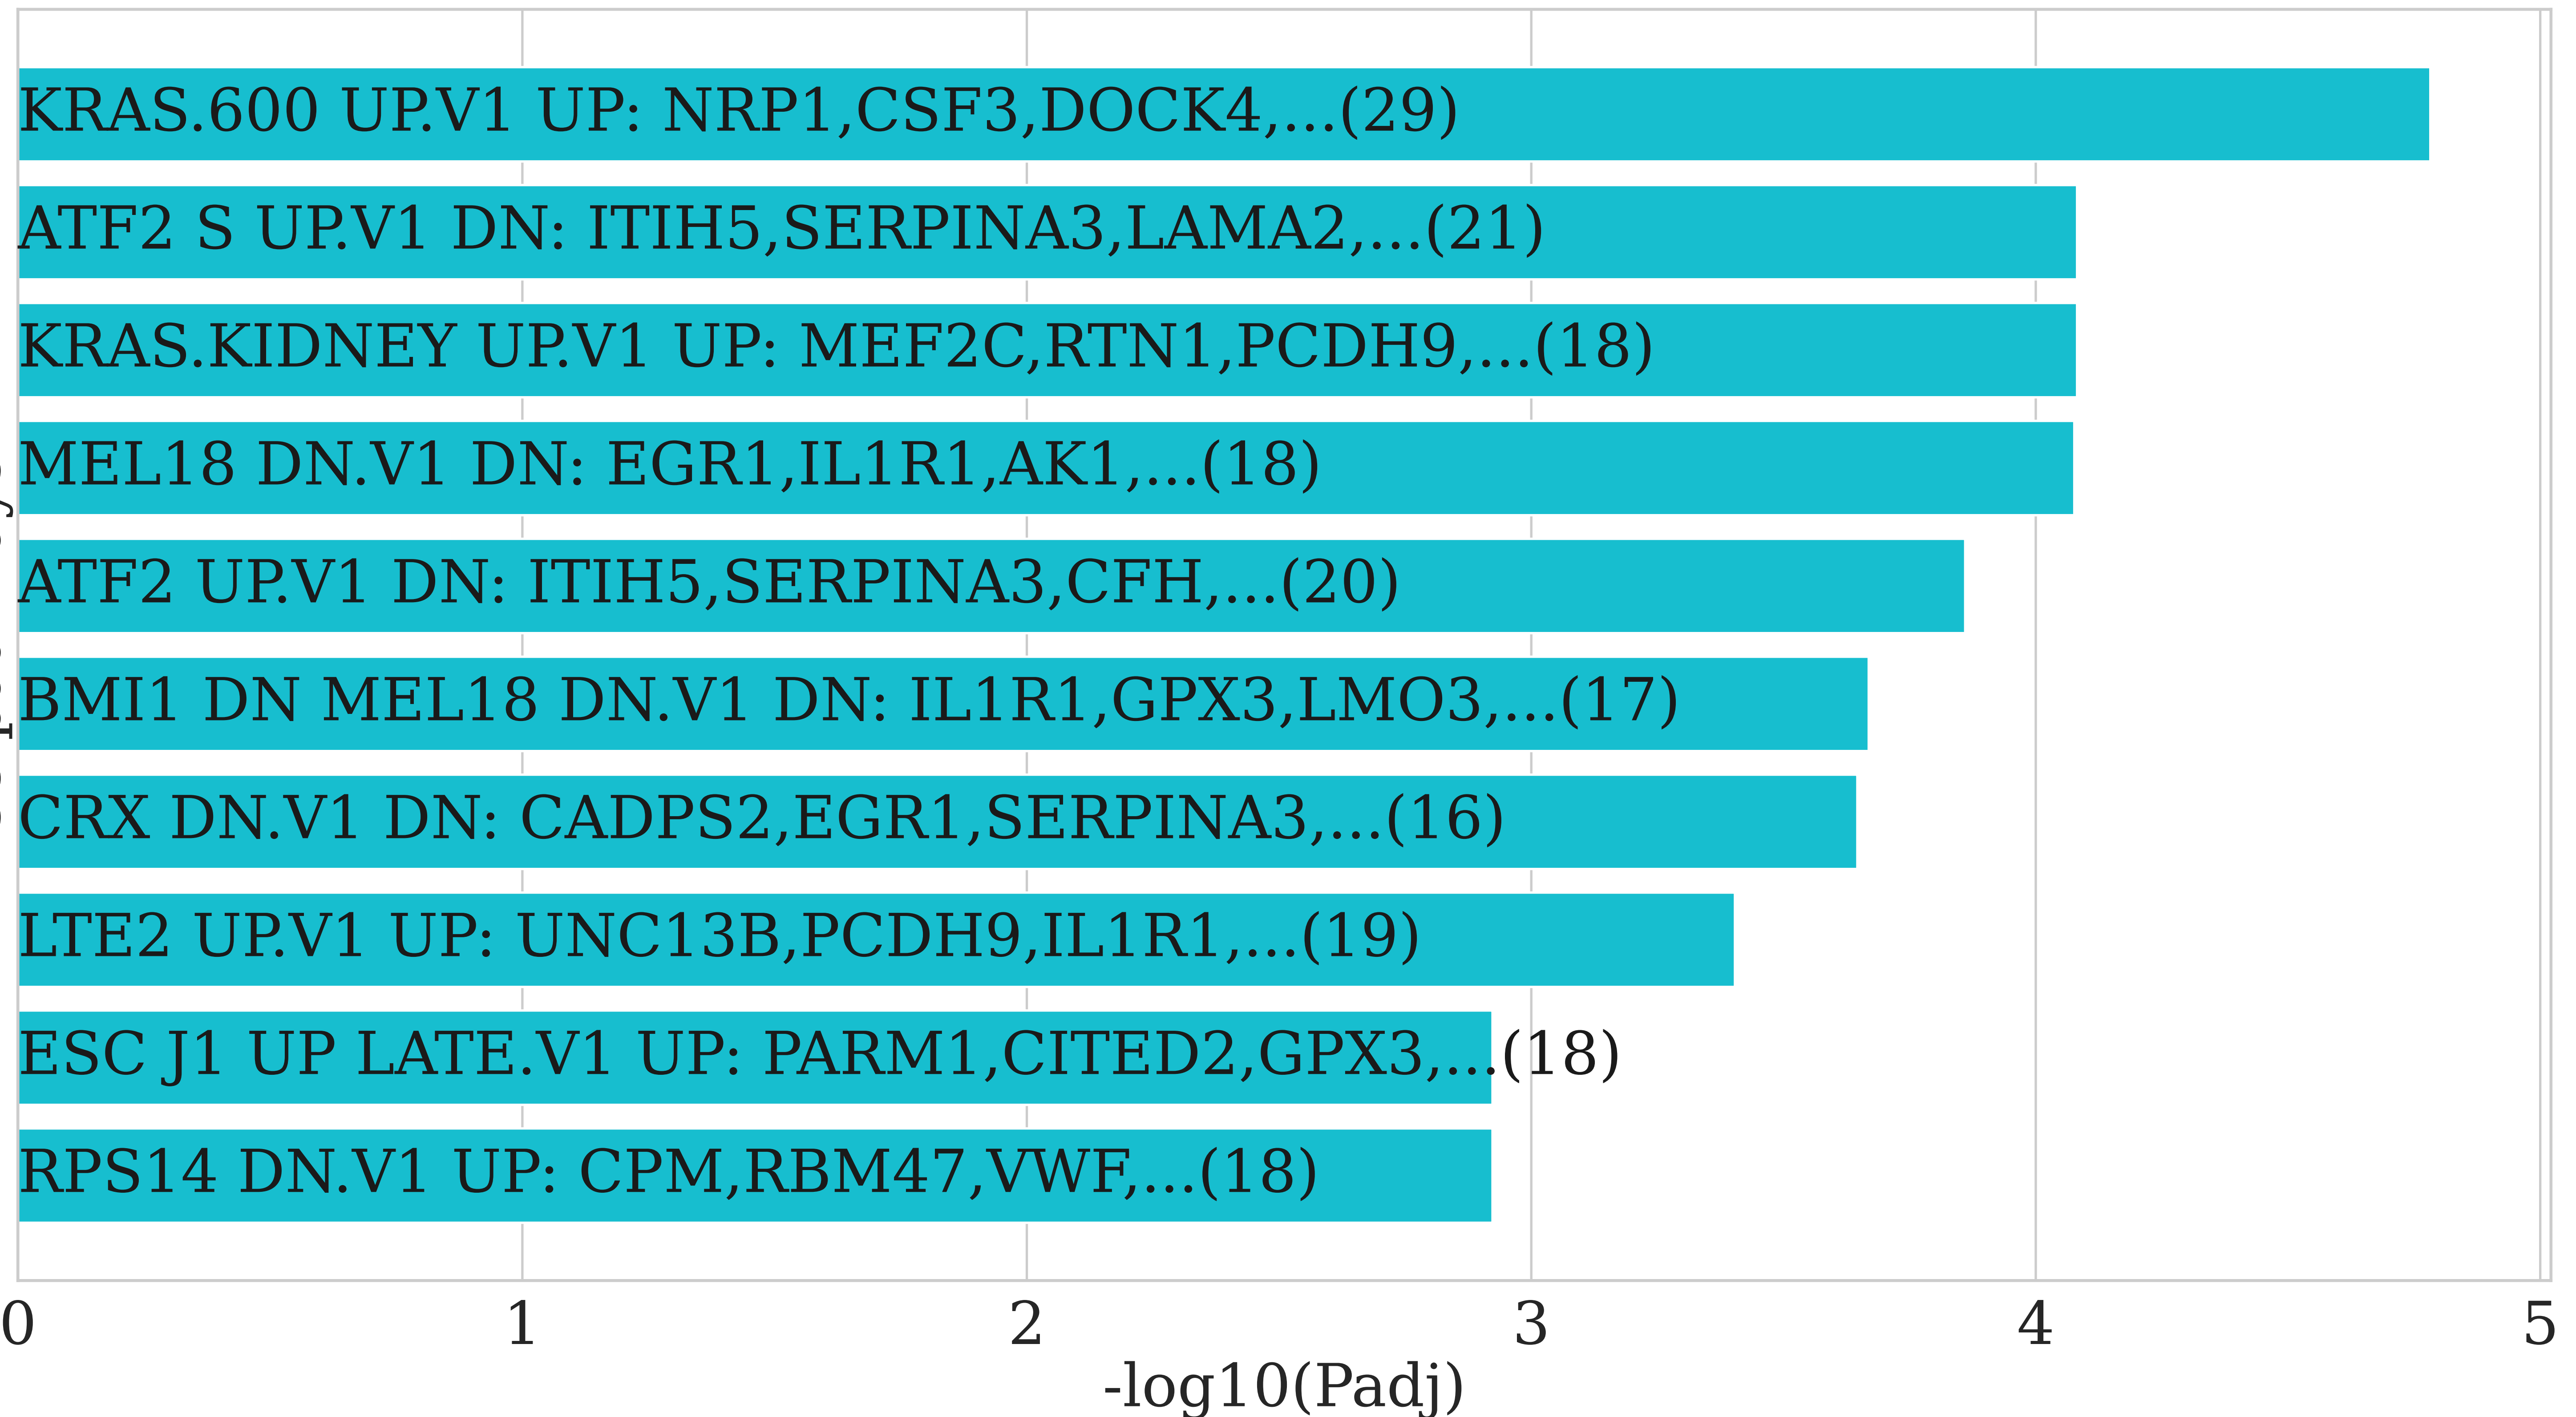 KRAS.600 UP.V1 UP: NRP1,CSF3,DOCK4,...(29)
ATF2 S UP.V1 DN: ITIH5,SERPINA3,LAMA2,...(21)
KRAS.KIDNEY UP.V1 UP: MEF2C,RTN1,PCDH9,...(18)
MEL18 DN.V1 DN: EGR1,IL1R1,AK1,...(18)
ATF2 UP.V1 DN: ITIH5,SERPINA3,CFH,...(20)
BMI1 DN MEL18 DN.V1 DN: IL1R1,GPX3,LMO3,...(17)
CRX DN.V1 DN: CADPS2,EGR1,SERPINA3,...(16)
LTE2 UP.V1 UP: UNC13B,PCDH9,IL1R1,...(19)
ESC J1 UP LATE.V1 UP: PARM1,CITED2,GPX3,...(18)
RPS14 DN.V1 UP: CPM,RBM47,VWF,...(18)
0 1 2 3 4 5
-log10(Padj)